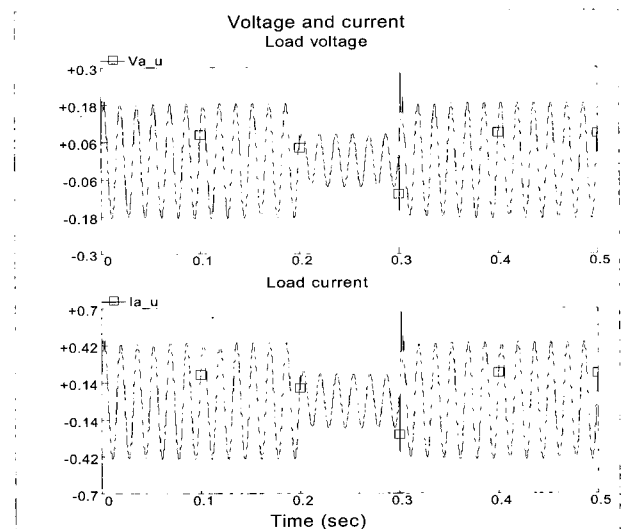 Voltage and current
Load voltage
Va_u
+0.3
+0.18
+0.06
-0.06
-0.18
-0.3
0 0.1 0.2 0.3 0.4 0.5
Load current
Ia_u
+0.7
+0.42
+0.14
-0.14
-0.42
-0.7
0 0.1 0.2 0.3 0.4 0.5
Time (sec)